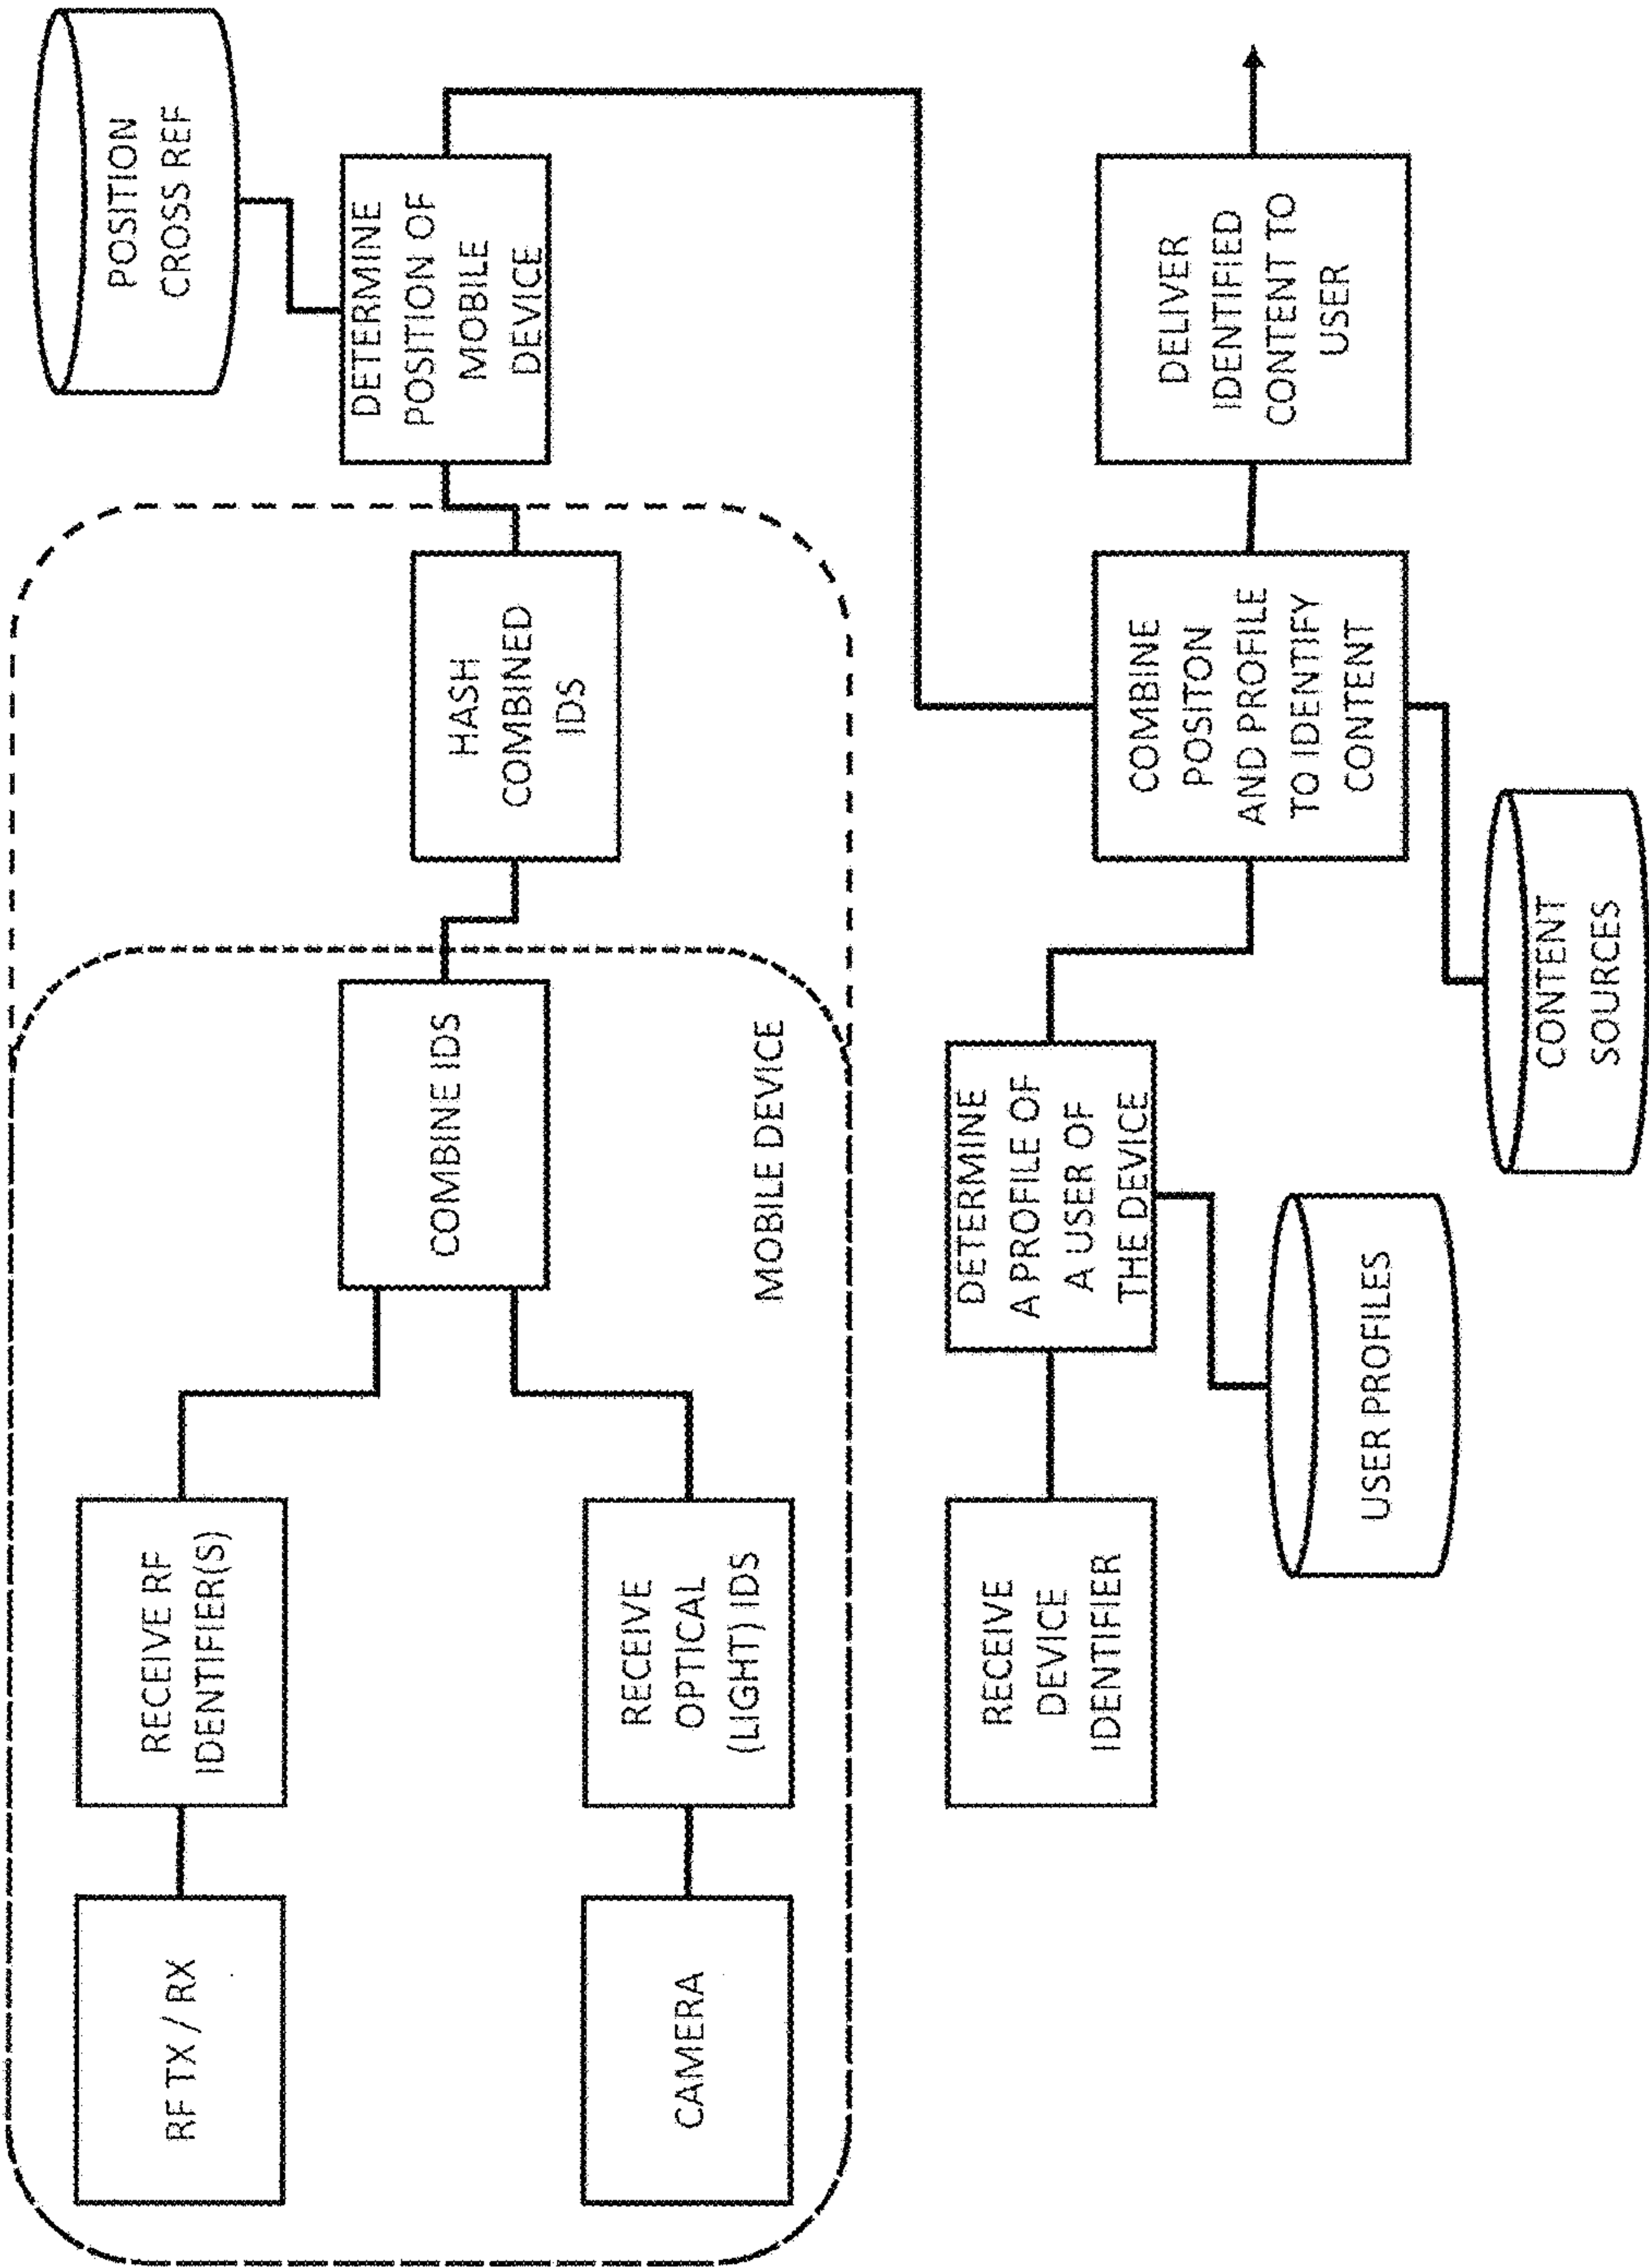 RF TX / RX
RECEIVE RF
IDENTIFIER(S)
CAMERA
RECEIVE
OPTICAL
(LIGHT) IDS
COMBINE IDS
MOBILE DEVICE
HASH
COMBINED
IDS
POSITION
CROSS REF
DETERMINE
POSITION OF
MOBILE
DEVICE
RECEIVE
DEVICE
IDENTIFIER
DETERMINE
A PROFILE OF
A USER OF
THE DEVICE
USER PROFILES
COMBINE
POSITON
AND PROFILE
TO IDENTIFY
CONTENT
CONTENT
SOURCES
DELIVER
IDENTIFIED
CONTENT TO
USER